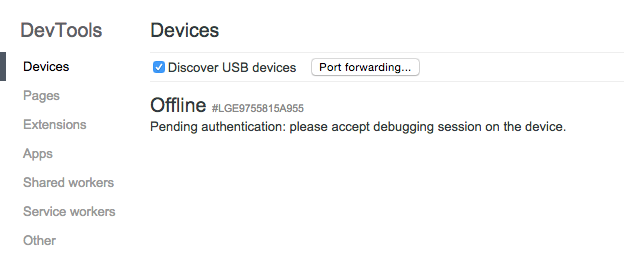 DevTools
Devices
Pages
Extensions
Apps
Shared workers
Service workers
Other
Devices
Discover USB devices
Port forwarding...
Offline #LGE9755815A955
Pending authentication: please accept debugging session on the device.